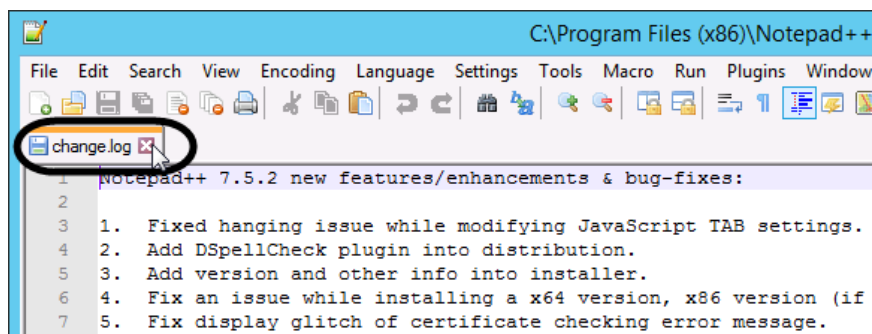 C:\Program Files (x86)\Notepad++
File Edit Search View Encoding Language Settings Tools Macro Run Plugins Window
change.log
1 Notepad++ 7.5.2 new features/enhancements & bug-fixes:
2
3 1. Fixed hanging issue while modifying JavaScript TAB settings.
4 2. Add DSpellCheck plugin into distribution.
5 3. Add version and other info into installer.
6 4. Fix an issue while installing a x64 version, x86 version (if
7 5. Fix display glitch of certificate checking error message.